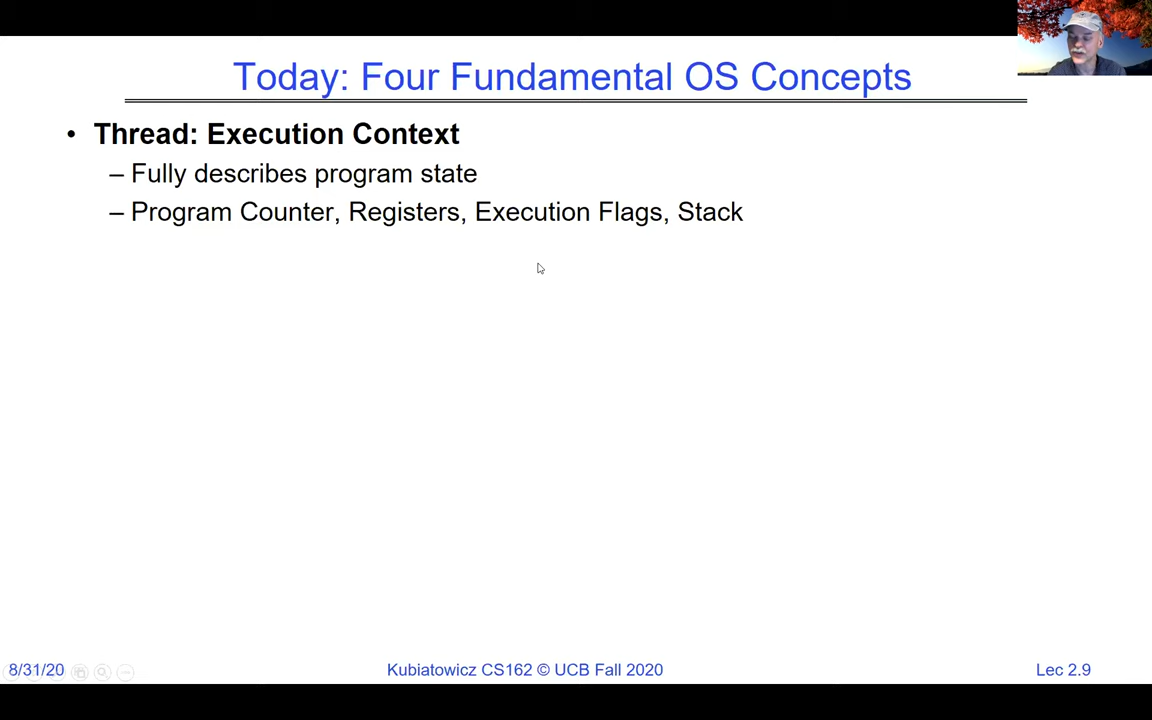 Today: Four Fundamental OS Concepts
• Thread: Execution Context
– Fully describes program state
– Program Counter, Registers, Execution Flags, Stack
8/31/20
Kubiatowicz CS162 © UCB Fall 2020
Lec 2.9